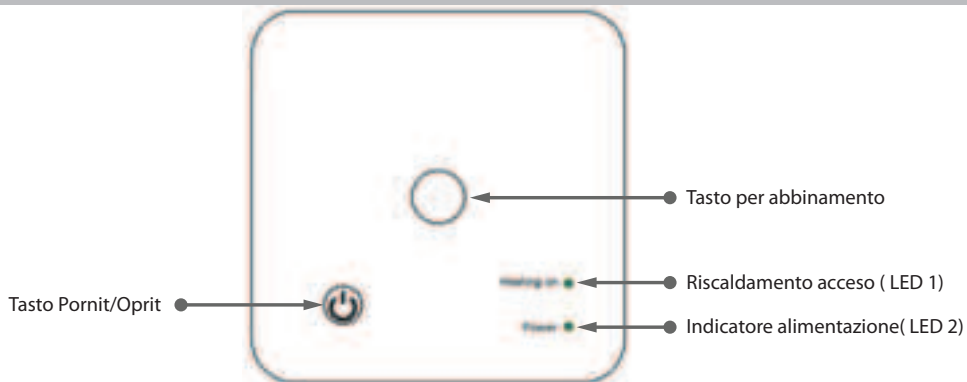 Tasto per abbinamento
Riscaldamento acceso ( LED 1)
Tasto Pornit/Oprit
Indicatore alimentazione( LED 2)